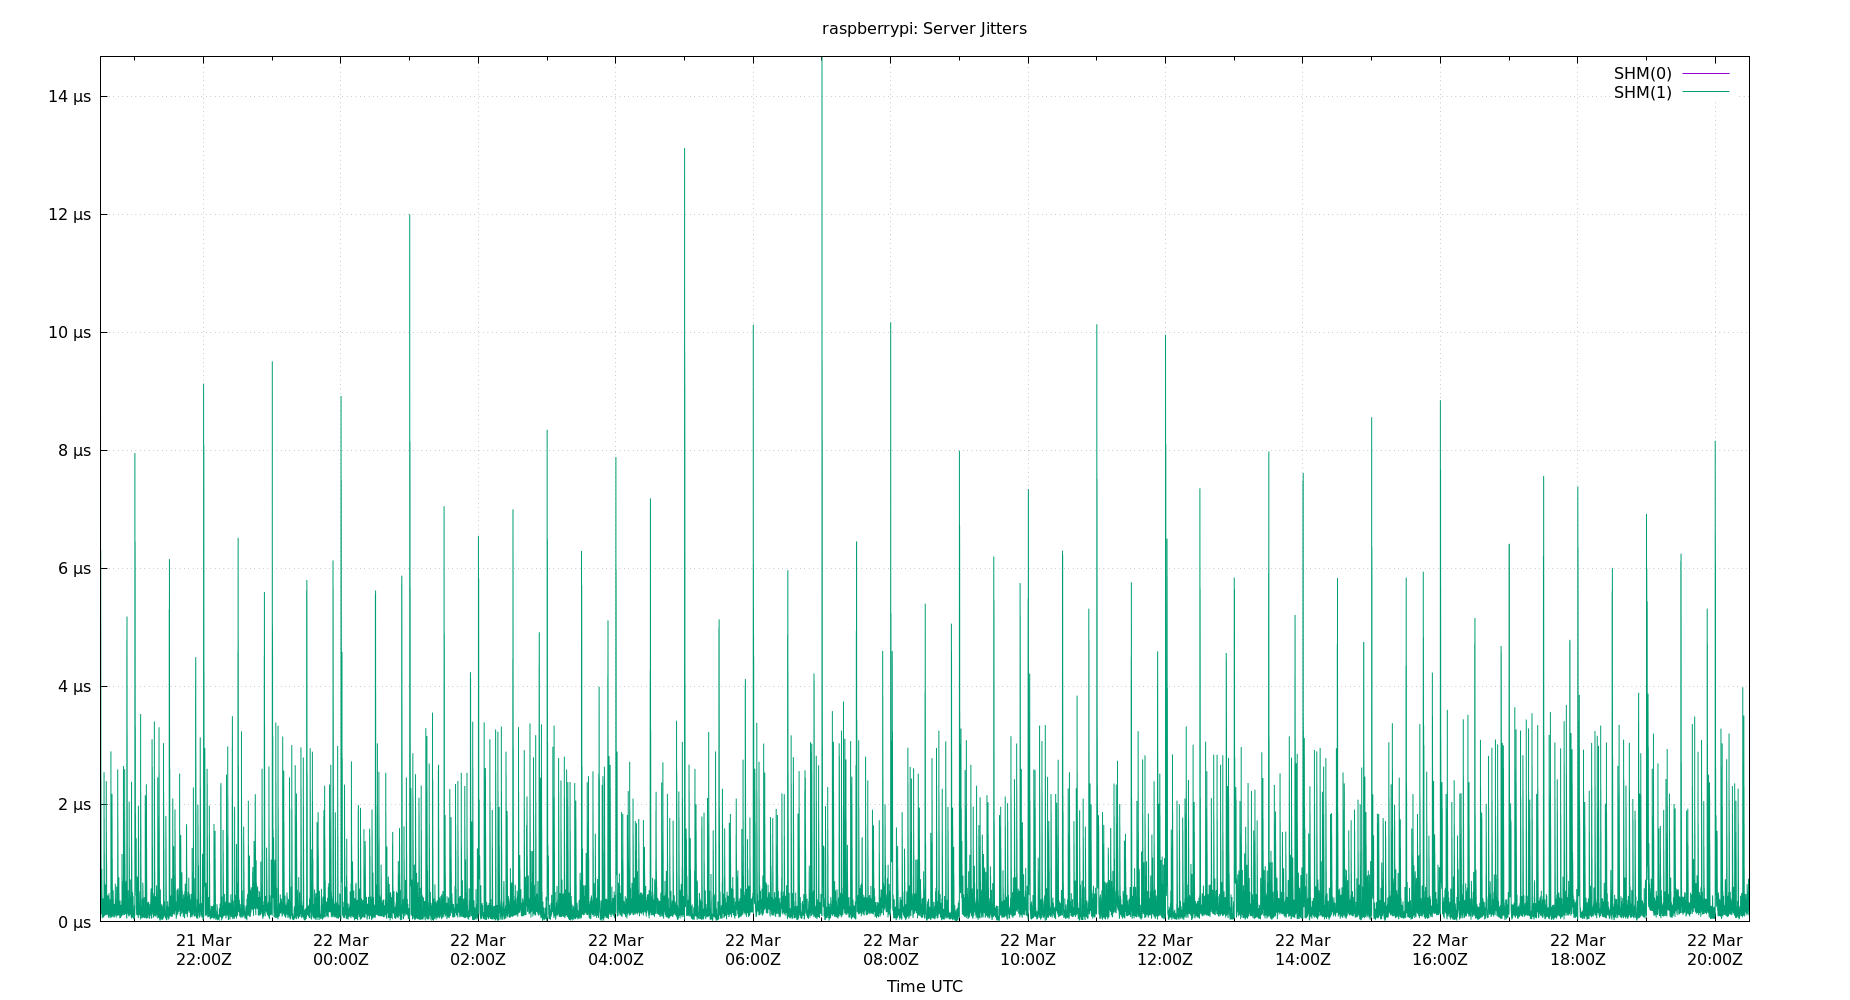 raspberrypi: Server Jitters
SHM(0)
SHM(1)
14 µs
12 µs
10 µs
8 µs
6 µs
4 µs
2 µs
0 µs
21 Mar 22 Mar 22 Mar 22 Mar 22 Mar 22 Mar 22 Mar 22 Mar 22 Mar 22 Mar 22 Mar 22 Mar
22:00Z 00:00Z 02:00Z 04:00Z 06:00Z 08:00Z 10:00Z 12:00Z 14:00Z 16:00Z 18:00Z 20:00Z
Time UTC